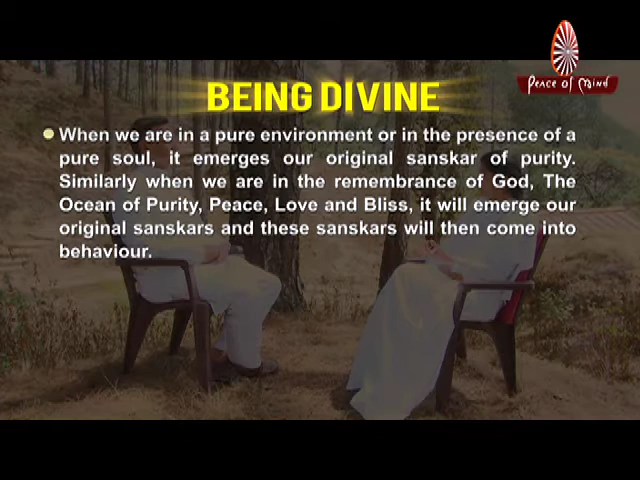 Peace of Mind
BEING DIVINE
When we are in a pure environment or in the presence of a
pure soul, it emerges our original sanskar of purity.
Similarly when we are in the remembrance of God, The
Ocean of Purity, Peace, Love and Bliss, it will emerge our
original sanskars and these sanskars will then come into
behaviour.